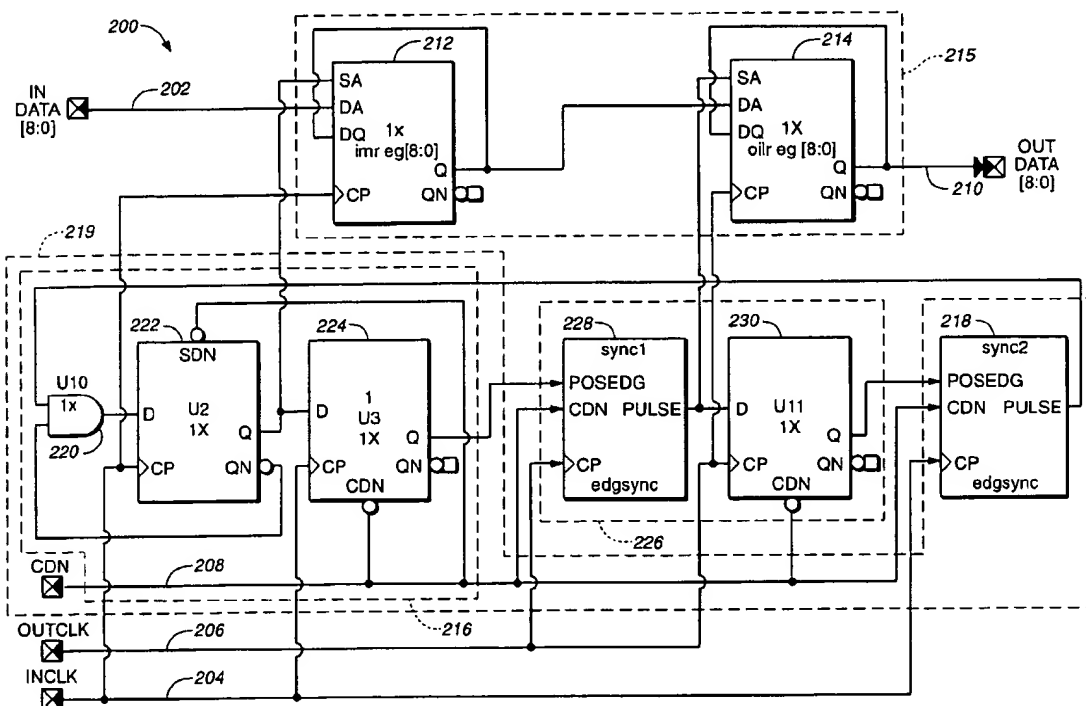 200
212
214
215
IN
DATA
[8:0]
202
SA
DA
DQ
1x
imr eg[8:0]
Q
CP
QN
SA
DA
DQ
1X
oilr eg [8:0]
Q
CP
QN
OUT
DATA
[8:0]
210
219
222
224
228
230
218
U10
1x
220
SDN
D
U2
1X
Q
CP
QN
1
D
U3
1X
Q
CP
QN
CDN
sync1
POSEDG
CDN
PULSE
CP
edgsync
D
U11
1X
Q
CP
QN
CDN
sync2
POSEDG
CDN
PULSE
CP
edgsync
226
CDN
208
216
OUTCLK
206
INCLK
204